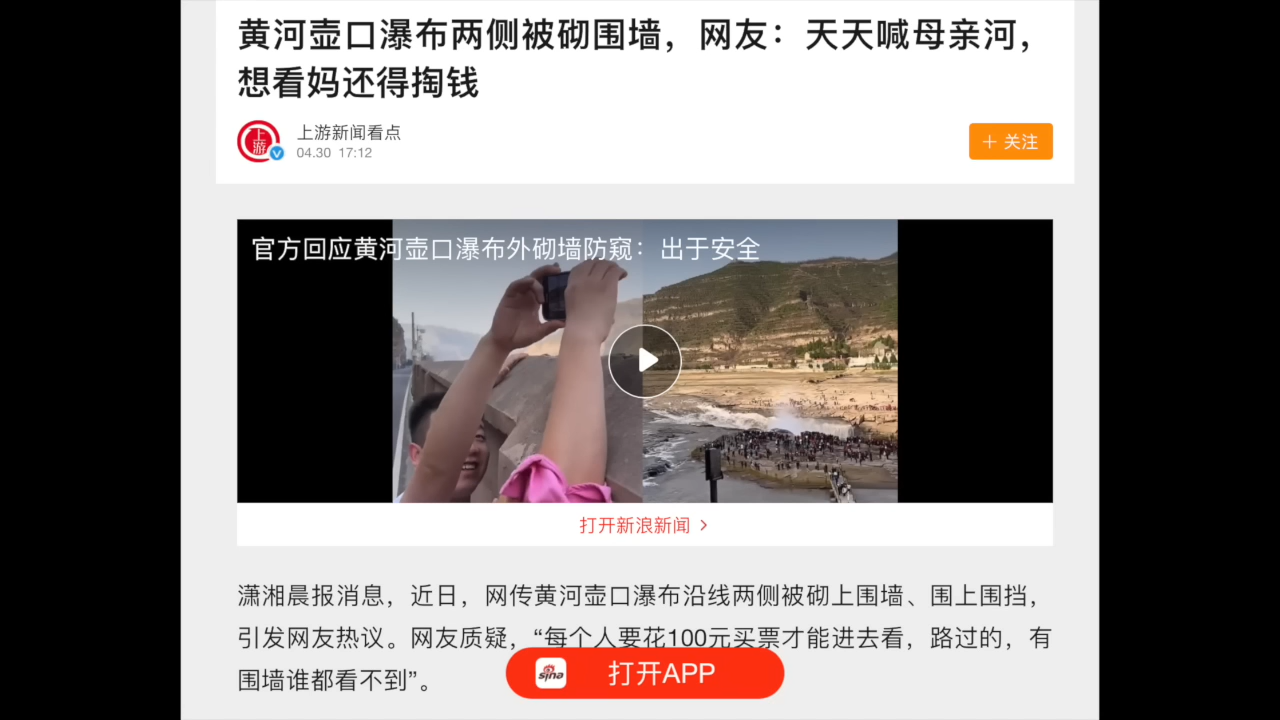 黄河壶口瀑布两侧被砌围墙，网友：天天喊母亲河，
想看妈还得掏钱
上游
上游新闻看点
04.30 17:12
＋ 关注
官方回应黄河壶口瀑布外砌墙防窥：出于安全
打开新浪新闻 >
潇湘晨报消息，近日，网传黄河壶口瀑布沿线两侧被砌上围墙、围上围挡，
引发网友热议。网友质疑，“每个人要花100元买票才能进去看，路过的，有
围墙谁都看不到”。
sina 打开APP